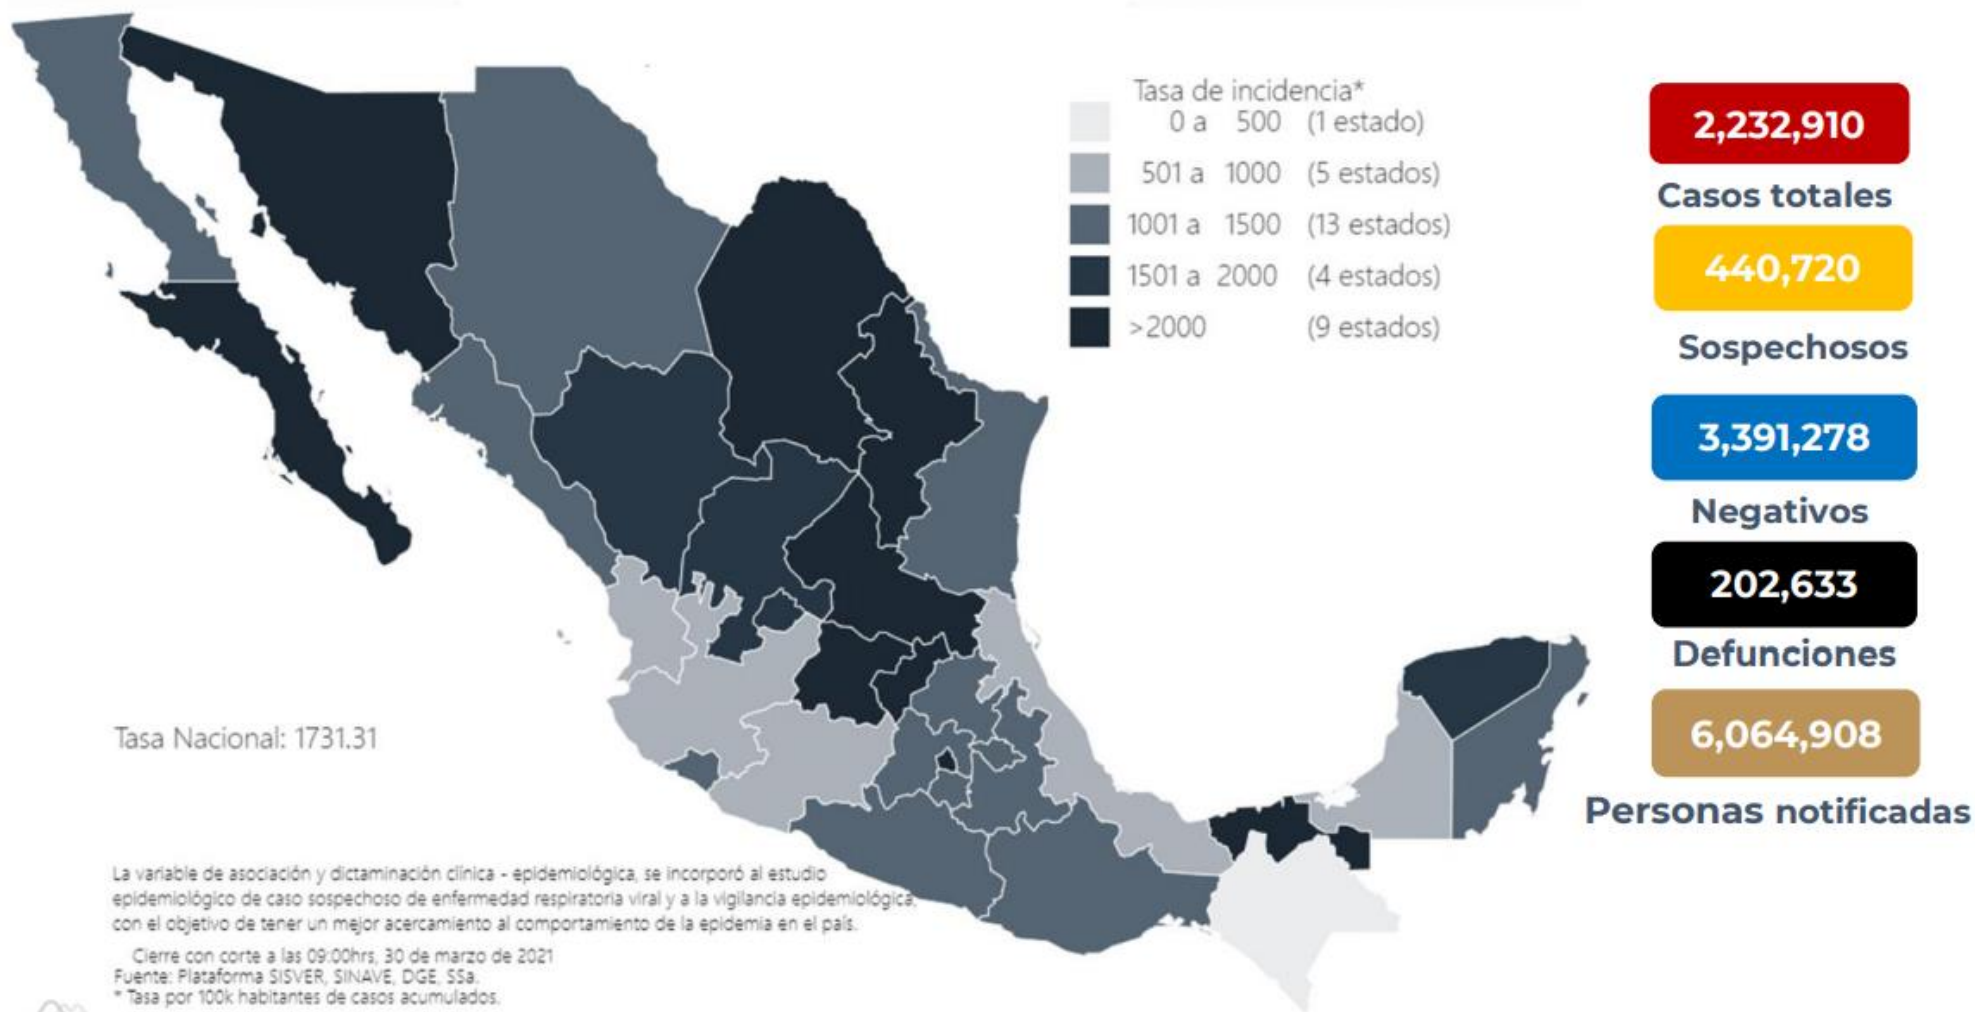 Tasa de incidencia*
0 a 500 (1 estado)
501 a 1000 (5 estados)
1001 a 1500 (13 estados)
1501 a 2000 (4 estados)
>2000 (9 estados)
2,232,910
Casos totales
440,720
Sospechosos
3,391,278
Negativos
202,633
Defunciones
6,064,908
Personas notificadas
Tasa Nacional: 1731.31
La variable de asociación y dictaminación clínica - epidemiológica, se incorporó al estudio
epidemiológico de caso sospechoso de enfermedad respiratoria viral y a la vigilancia epidemiológica,
con el objetivo de tener un mejor acercamiento al comportamiento de la epidemia en el país.
Cierre con corte a las 09:00hrs, 30 de marzo de 2021
Fuente: Plataforma SISVER, SINAVE, DGE, SSa.
* Tasa por 100k habitantes de casos acumulados.